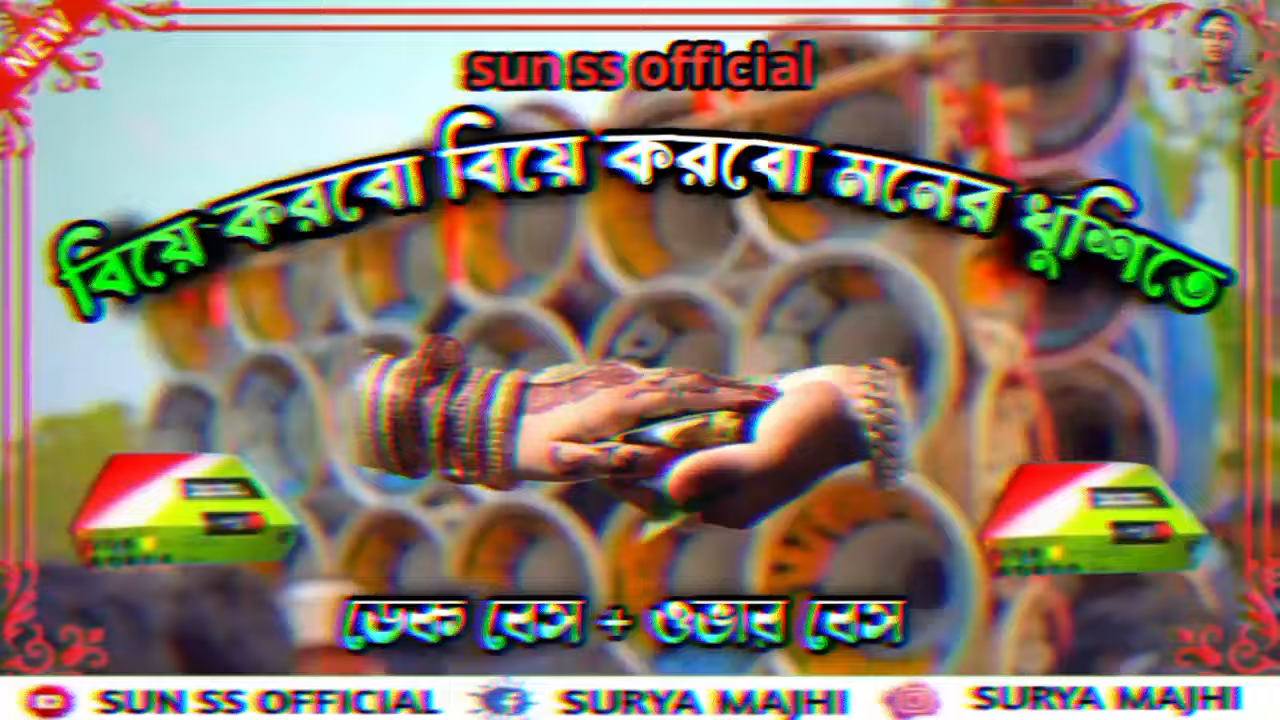 NEW
sun ss official
বিয়ে করবো বিয়ে করবো মনের খুশিতে
ডেক বেস + ওভার বেস
SUN SS OFFICIAL SURYA MAJHI SURYA MAJHI